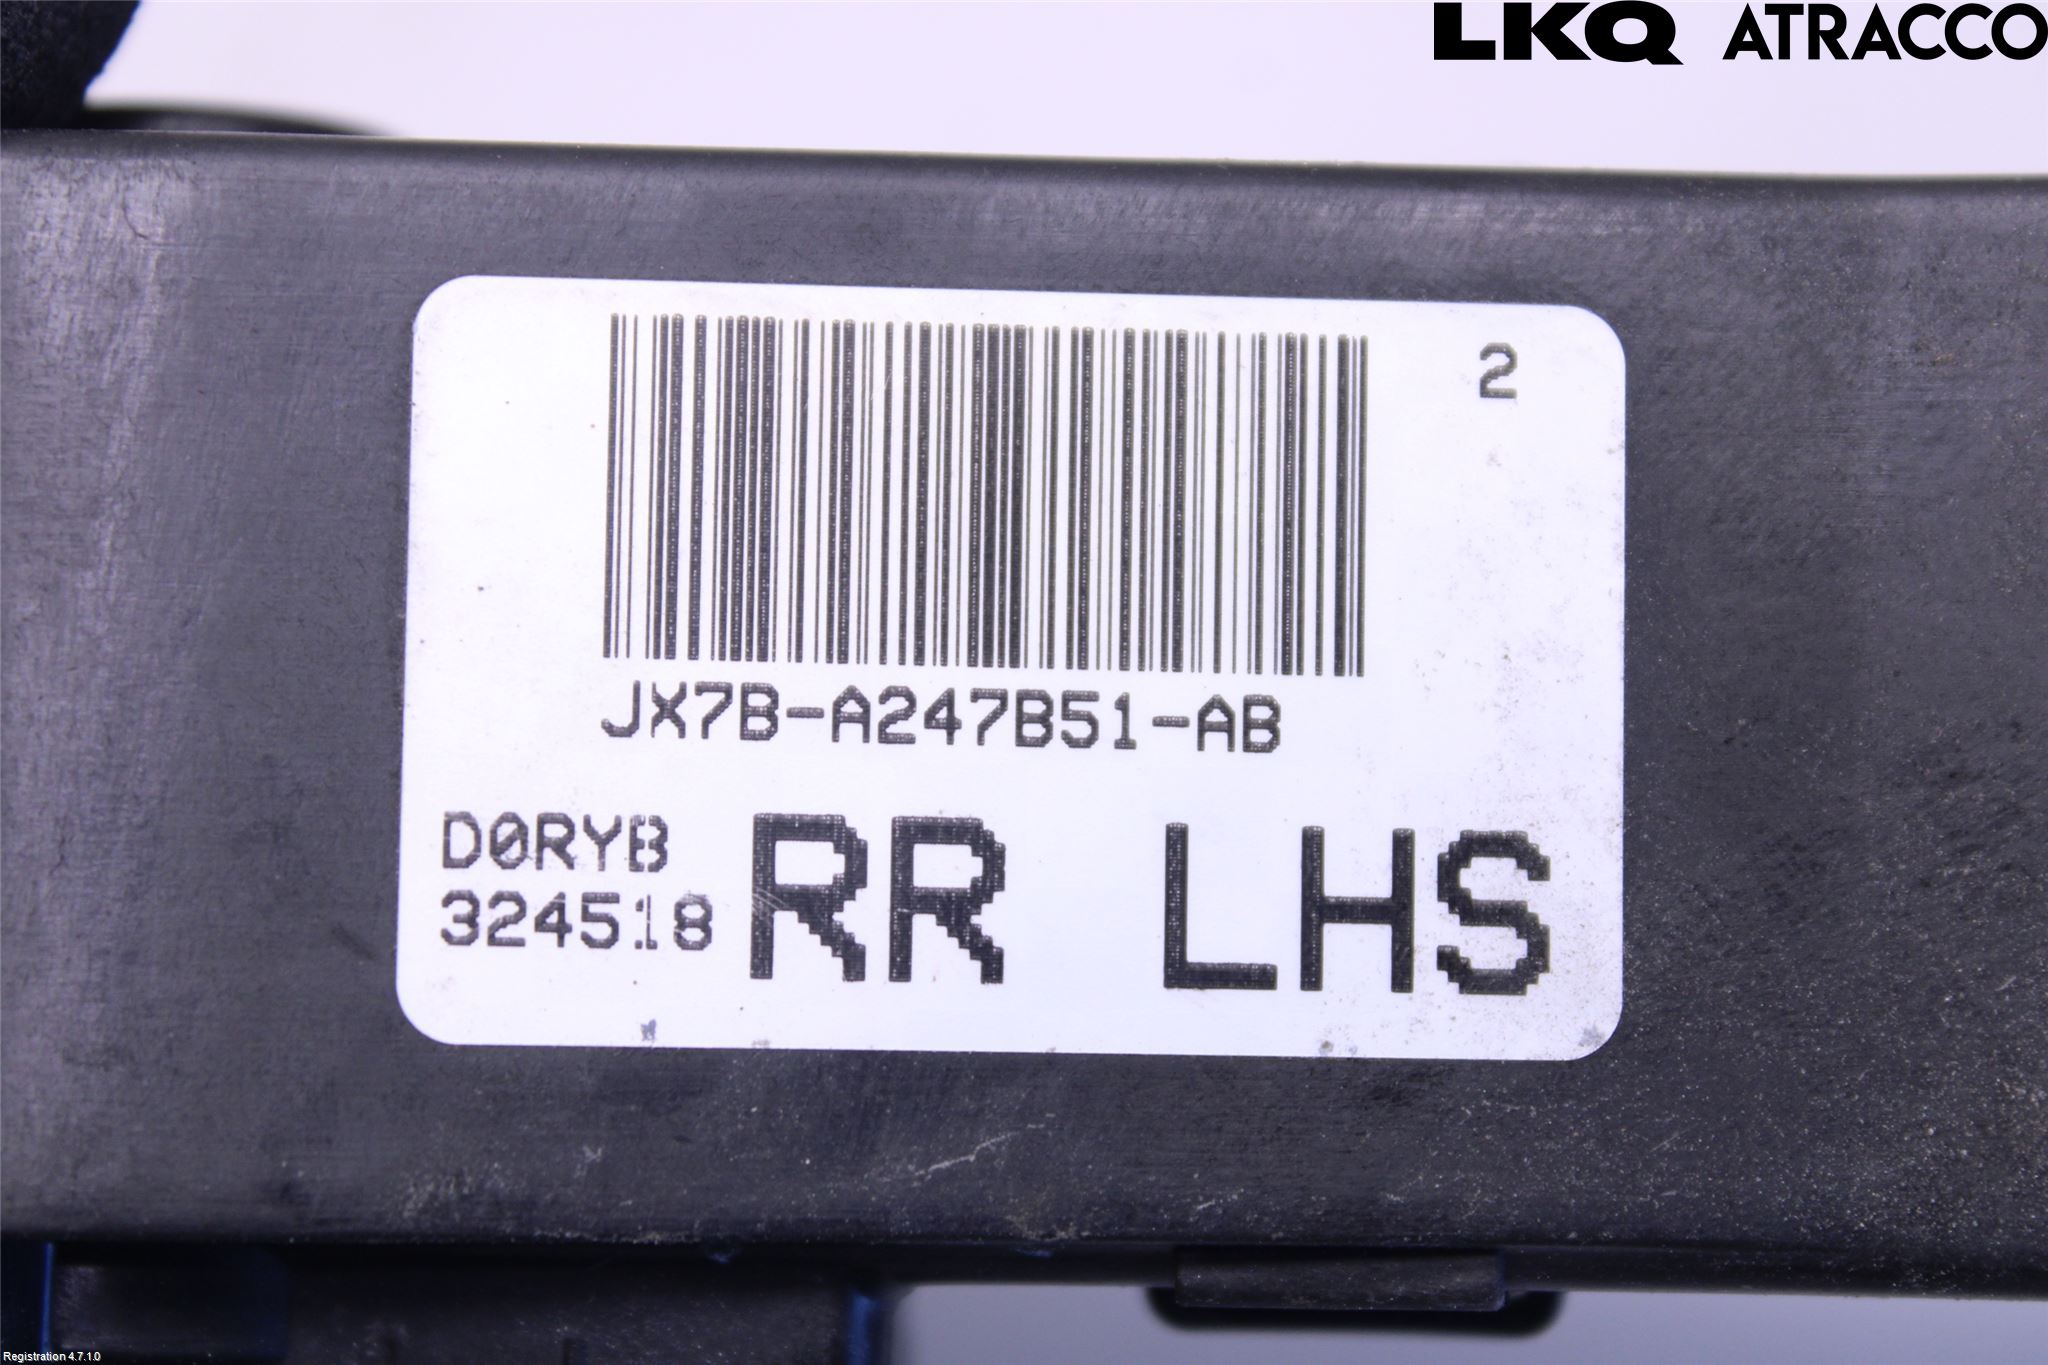 LKQ ATRACCO
2
JX7B-A247B51-AB
D0RYB
324518
RR LHS
Registration 4.7.1.0